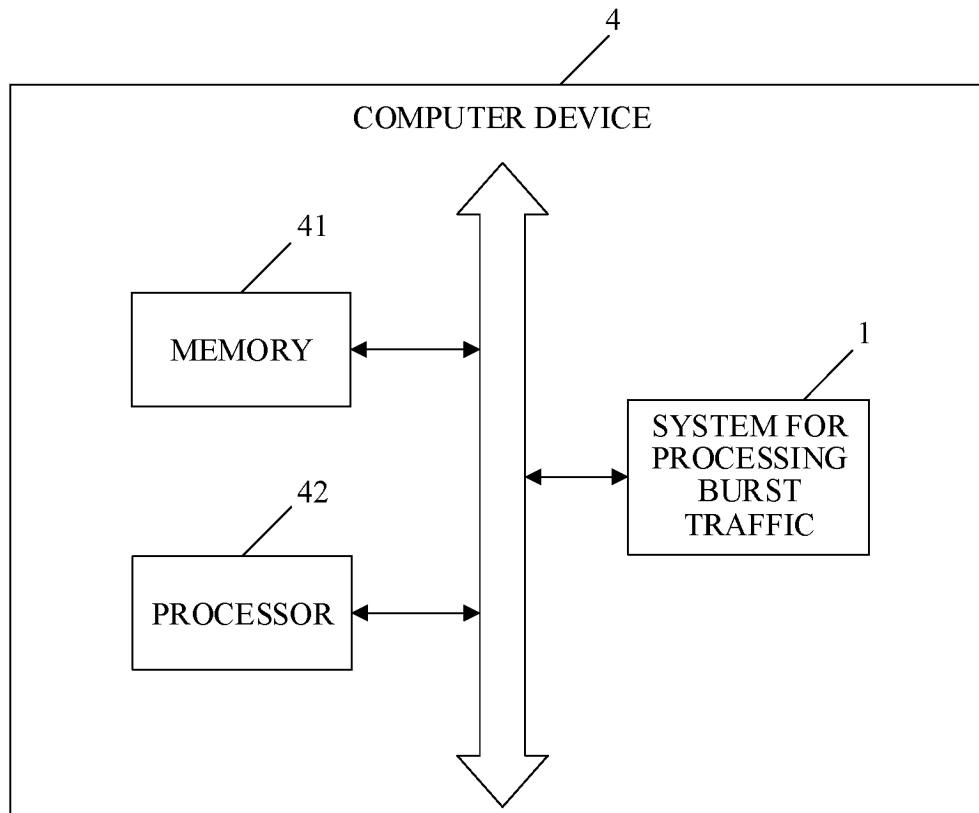 4
COMPUTER DEVICE
41
MEMORY
1
SYSTEM FOR
PROCESSING
BURST
TRAFFIC
42
PROCESSOR